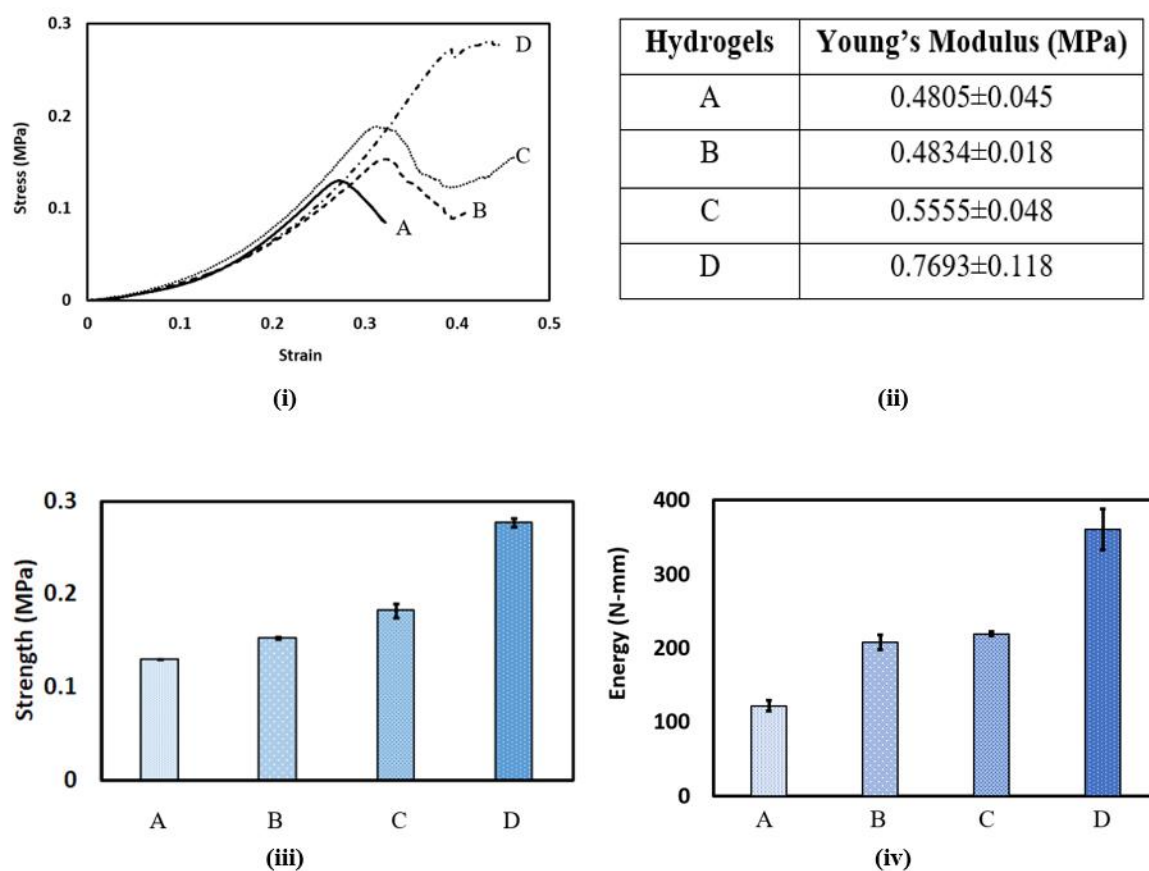 0.3
0.2
0.1
0
Stress (MPa)
0 0.1 0.2 0.3 0.4 0.5
Strain
D
C
B
A
(i)
Hydrogels Young’s Modulus (MPa)
A 0.4805±0.045
B 0.4834±0.018
C 0.5555±0.048
D 0.7693±0.118
(ii)
0.3
0.2
0.1
0
Strength (MPa)
A B C D
(iii)
400
300
200
100
0
Energy (N-mm)
A B C D
(iv)